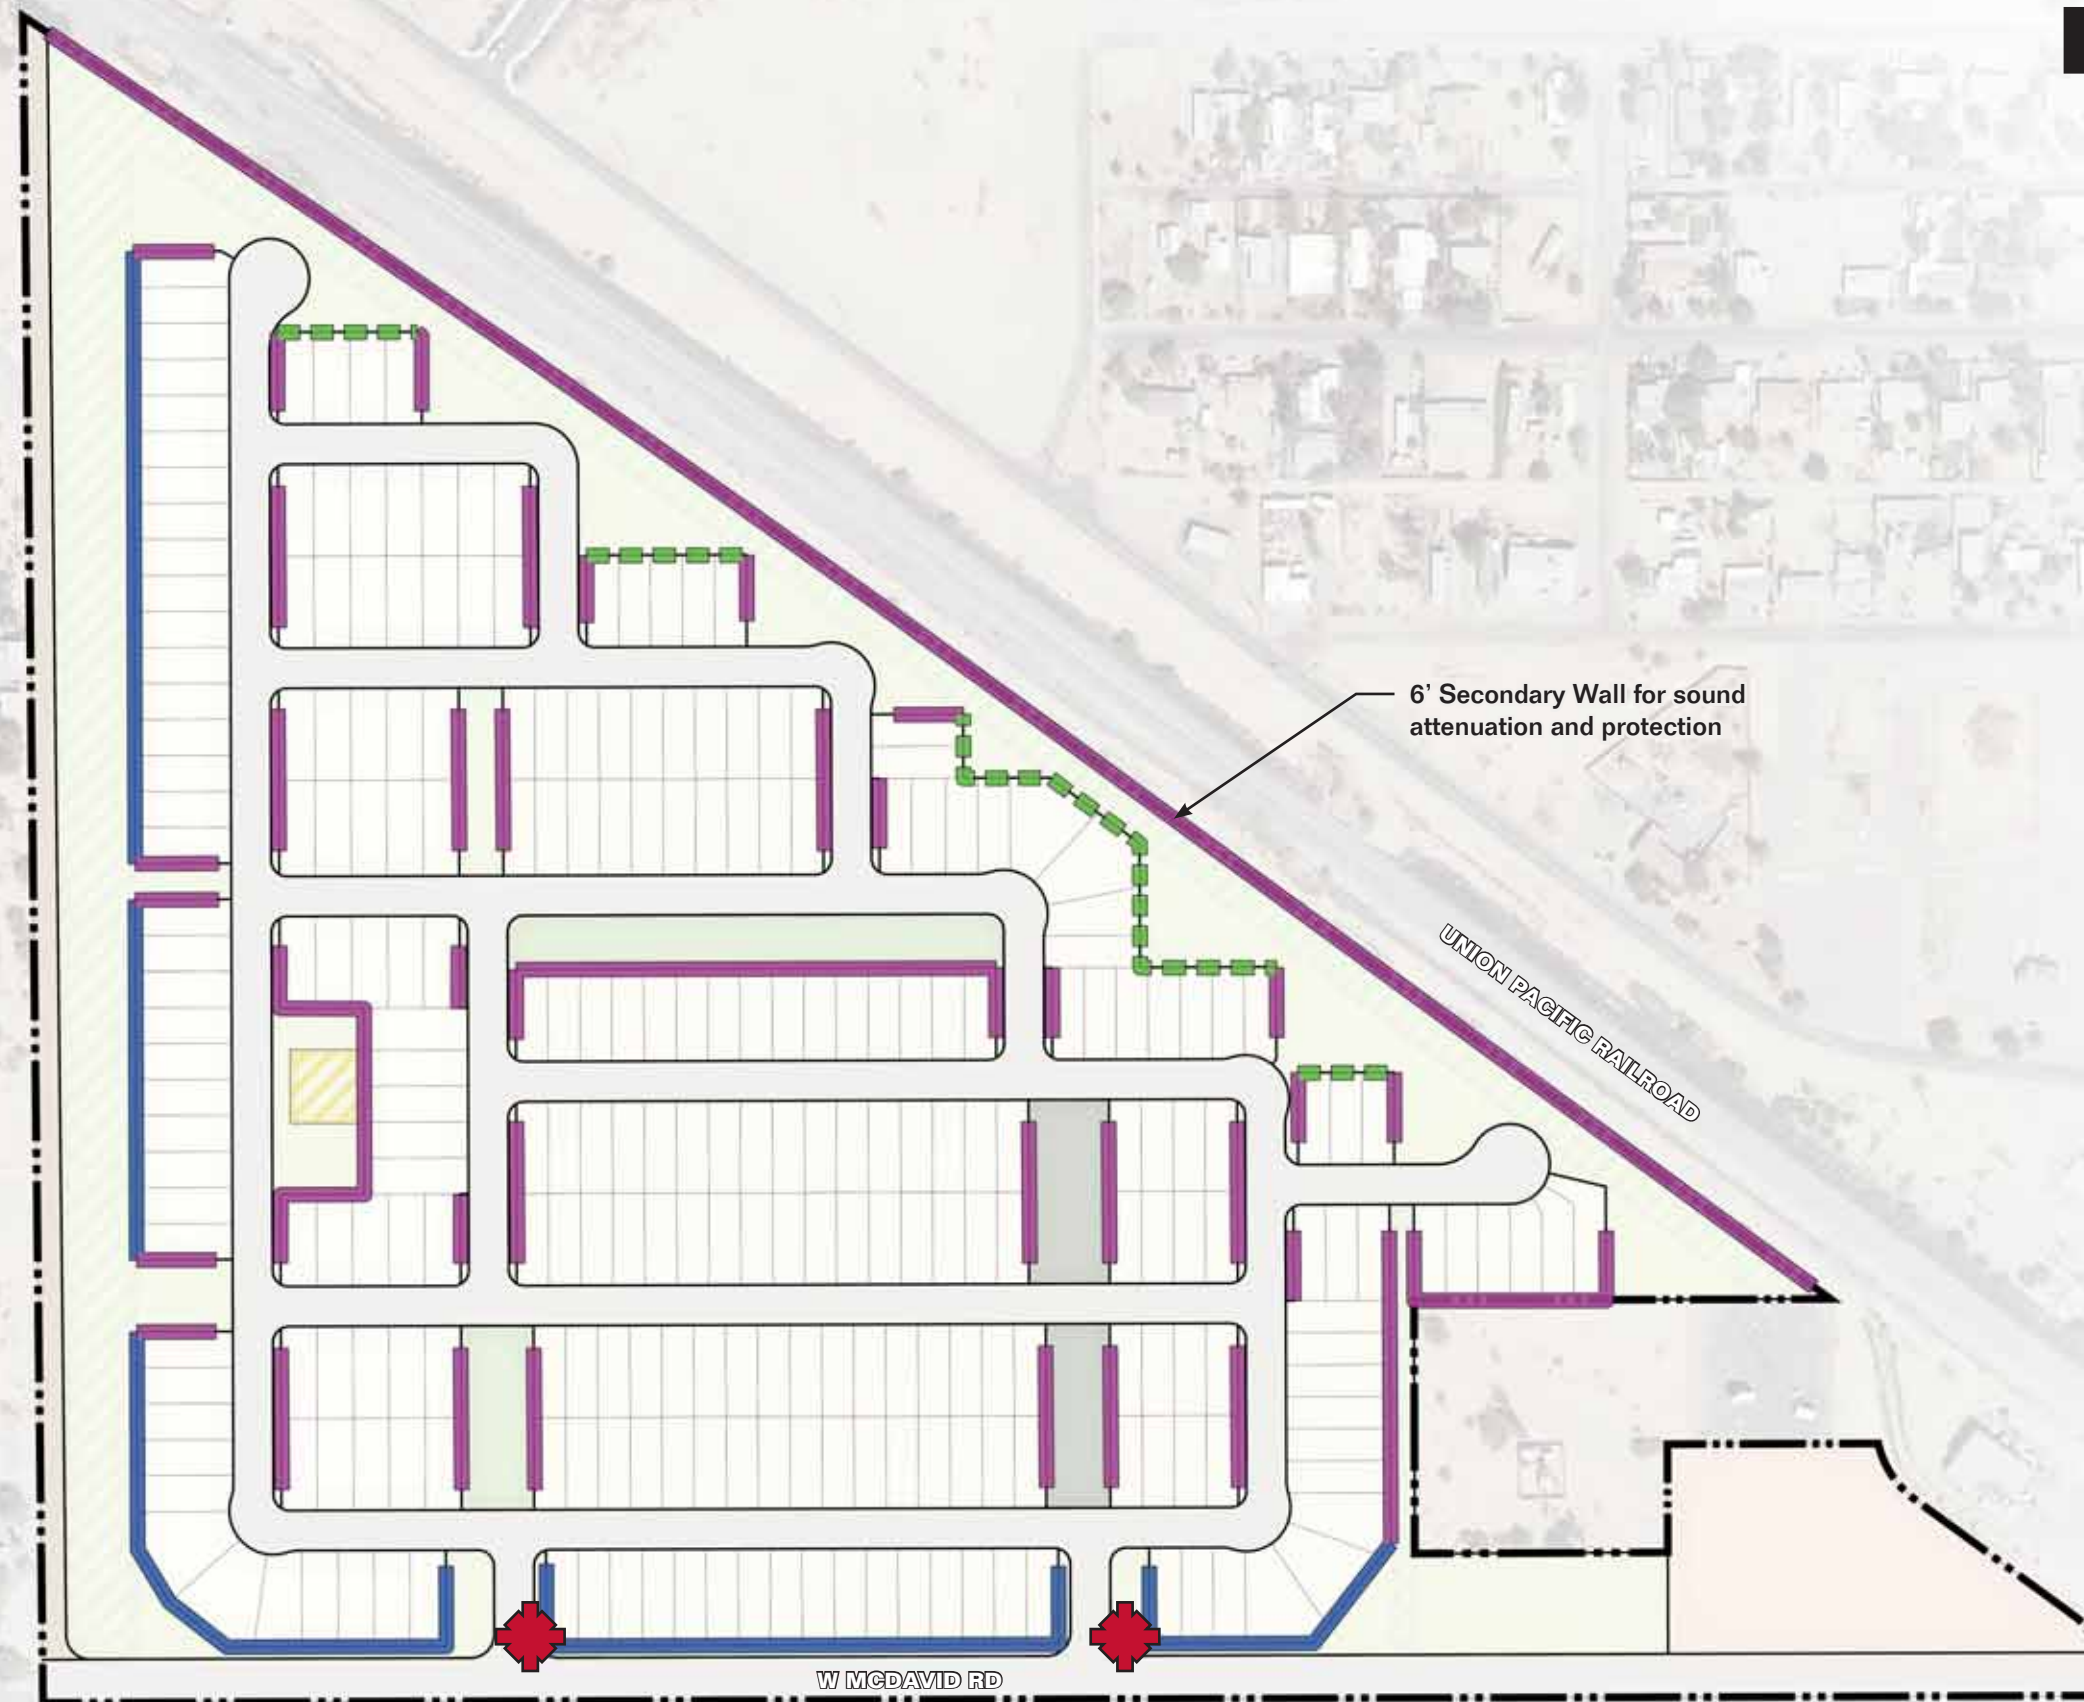 6’ Secondary Wall for sound
attenuation and protection
UNION PACIFIC RAILROAD
W MCDAVID RD